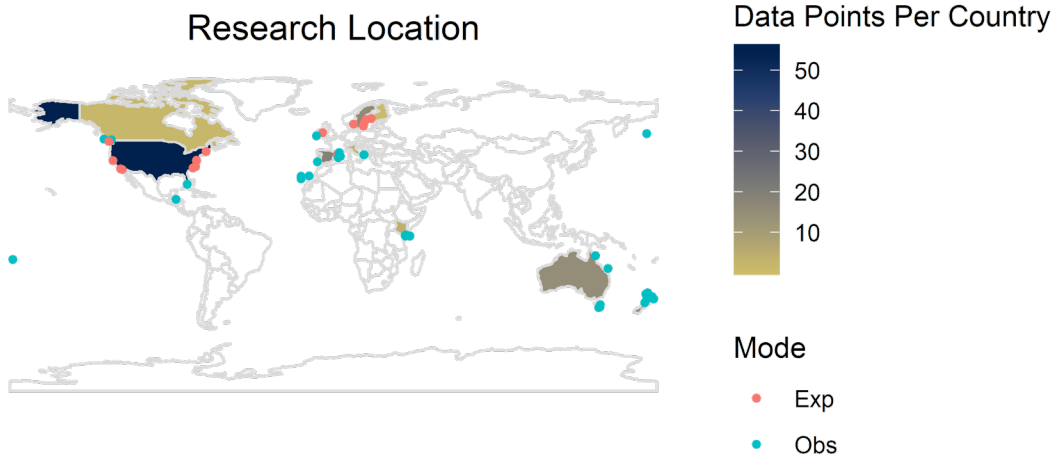 Research Location
Data Points Per Country
50
40
30
20
10
Mode
Exp
Obs